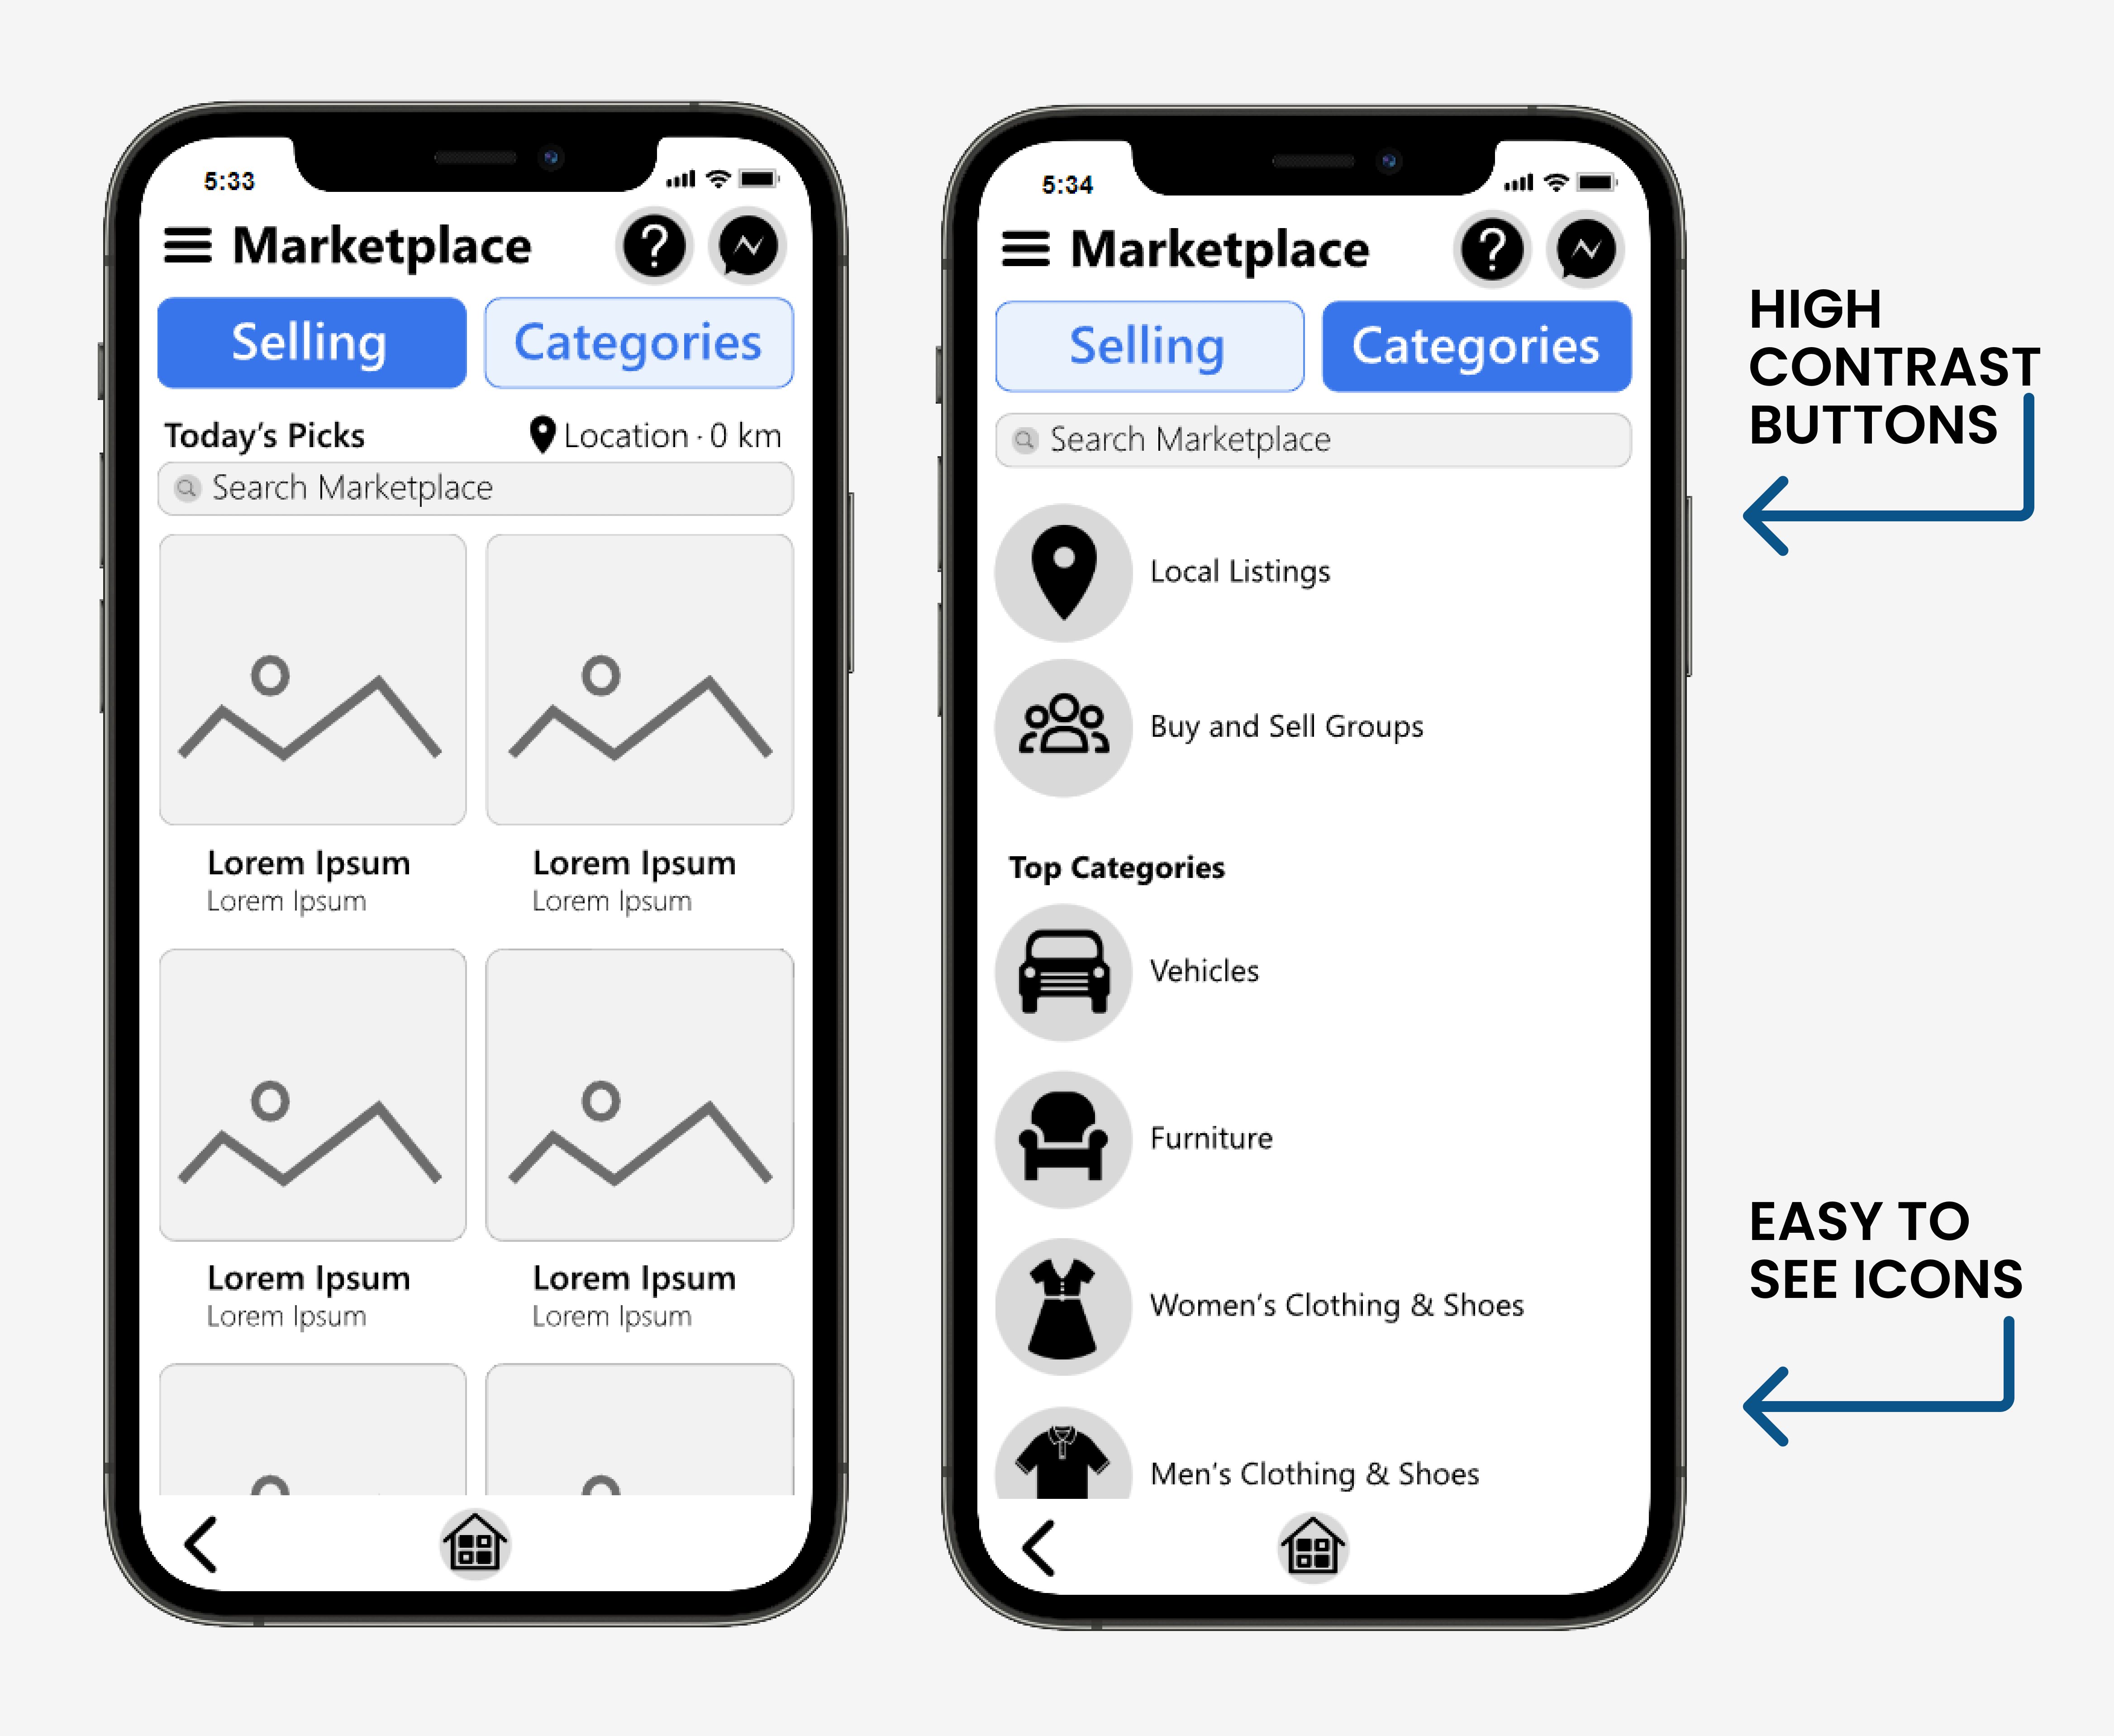 5:33
Marketplace
?
Selling
Categories
Today's Picks
Location · 0 km
Search Marketplace
Lorem Ipsum
Lorem Ipsum
Lorem Ipsum
Lorem Ipsum
Lorem Ipsum
Lorem Ipsum
Lorem Ipsum
Lorem Ipsum
5:34
Marketplace
?
Selling
Categories
Search Marketplace
Local Listings
Buy and Sell Groups
Top Categories
Vehicles
Furniture
Women's Clothing & Shoes
Men's Clothing & Shoes
HIGH
CONTRAST
BUTTONS
EASY TO
SEE ICONS